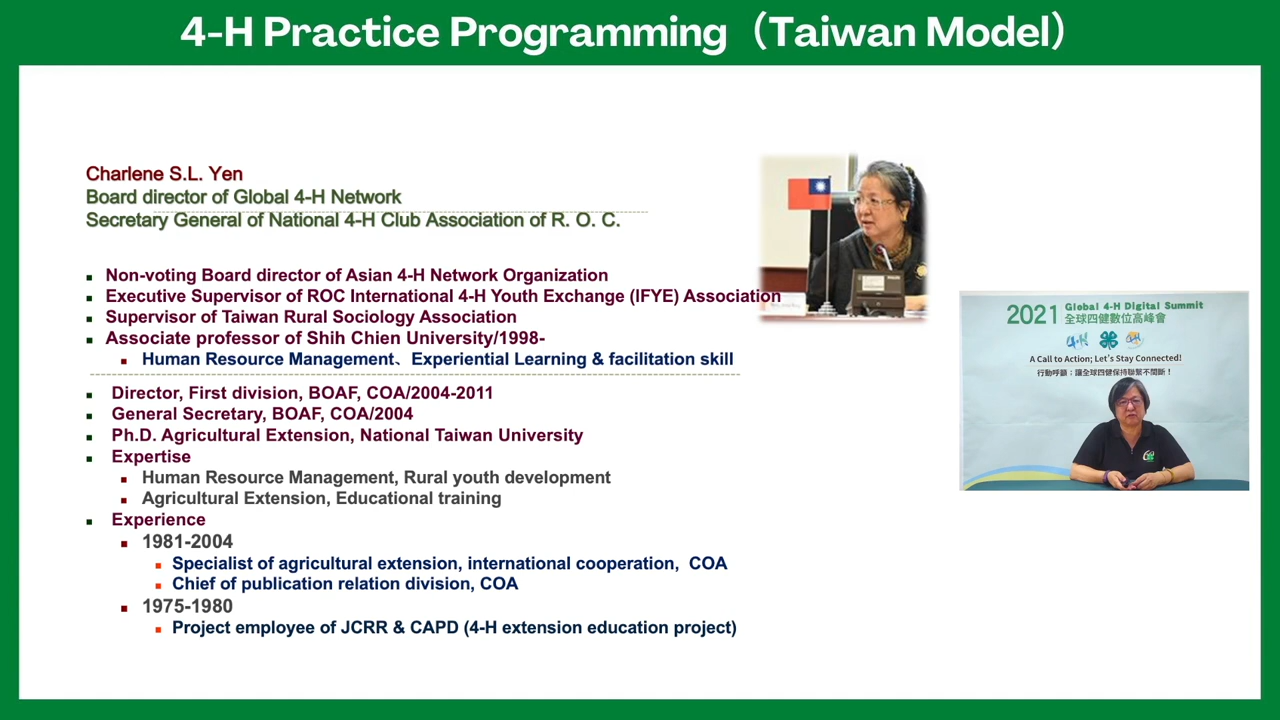 4-H Practice Programming（Taiwan Model）
Charlene S.L. Yen
Board director of Global 4-H Network
Secretary General of National 4-H Club Association of R. O. C.
Non-voting Board director of Asian 4-H Network Organization
Executive Supervisor of ROC International 4-H Youth Exchange (IFYE) Association
Supervisor of Taiwan Rural Sociology Association
Associate professor of Shih Chien University/1998-
Human Resource Management、Experiential Learning & facilitation skill
Director, First division, BOAF, COA/2004-2011
General Secretary, BOAF, COA/2004
Ph.D. Agricultural Extension, National Taiwan University
Expertise
Human Resource Management, Rural youth development
Agricultural Extension, Educational training
Experience
1981-2004
Specialist of agricultural extension, international cooperation, COA
Chief of publication relation division, COA
1975-1980
Project employee of JCRR & CAPD (4-H extension education project)
2021 Global 4-H Digital Summit
全球四健數位高峰會
A Call to Action; Let's Stay Connected!
行動呼籲：讓全球四健保持聯繫不間斷！